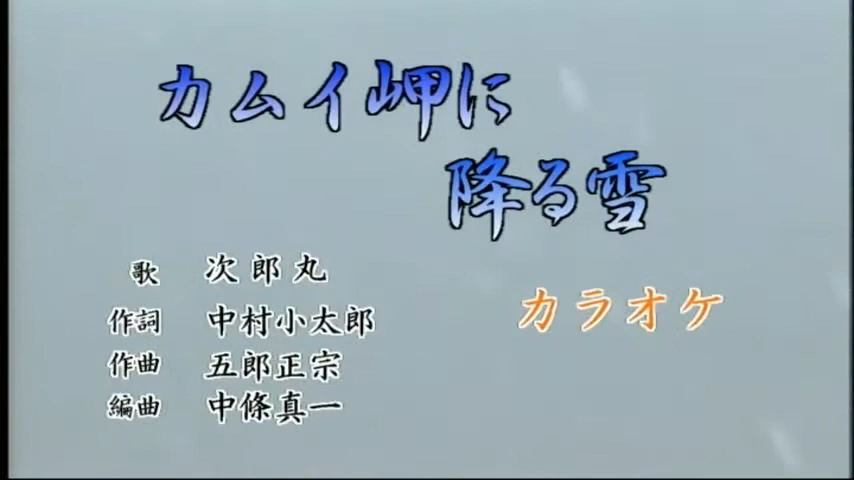 カムイ岬に
降る雪
歌 次郎丸
作詞 中村小太郎
作曲 五郎正宗
編曲 中條真一
カラオケ